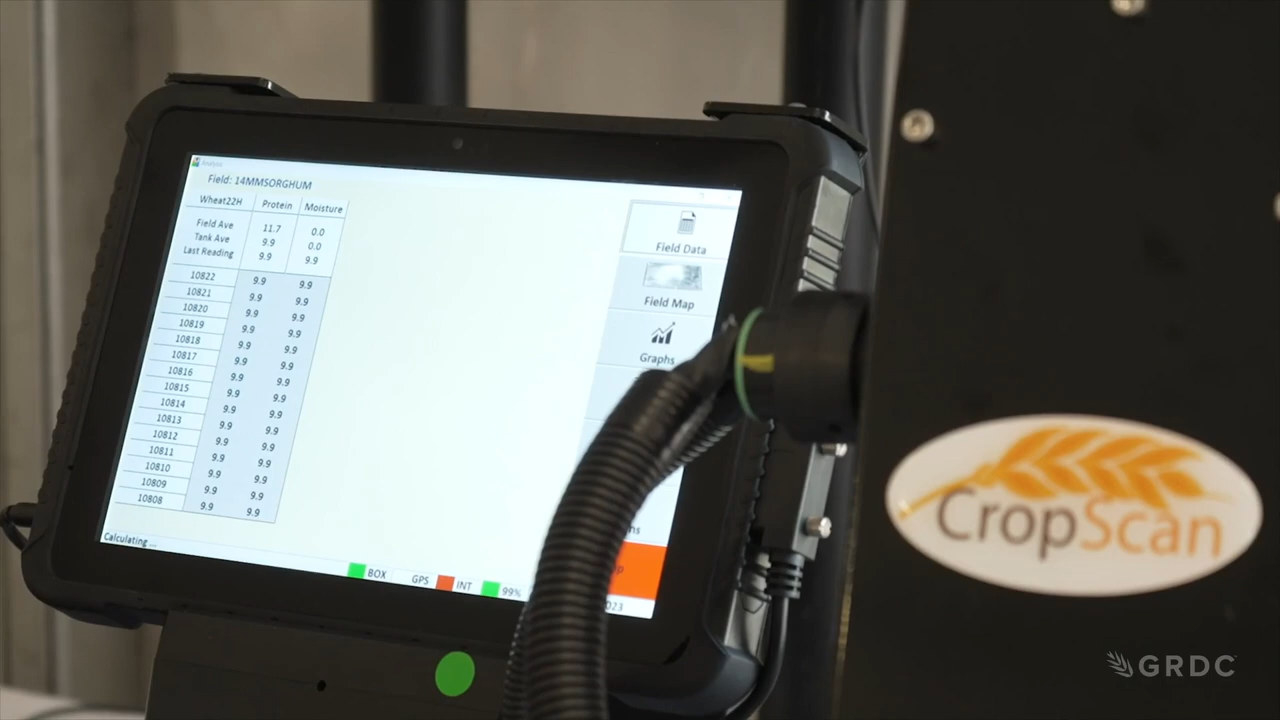 Analysis
Field: 14MMSORGHUM
Wheat22H Protein Moisture
Field Ave 11.7 0.0
Tank Ave 9.9 0.0
Last Reading 9.9 9.9
10822 9.9 9.9
10821 9.9 9.9
10820 9.9 9.9
10819 9.9 9.9
10818 9.9 9.9
10817 9.9 9.9
10816 9.9 9.9
10815 9.9 9.9
10814 9.9 9.9
10813 9.9 9.9
10812 9.9 9.9
10811 9.9 9.9
10810 9.9 9.9
10809 9.9 9.9
10808 9.9 9.9
Field Data
Field Map
Graphs
Calculating ...
BOX GPS INT 99%
CropScan
GRDC